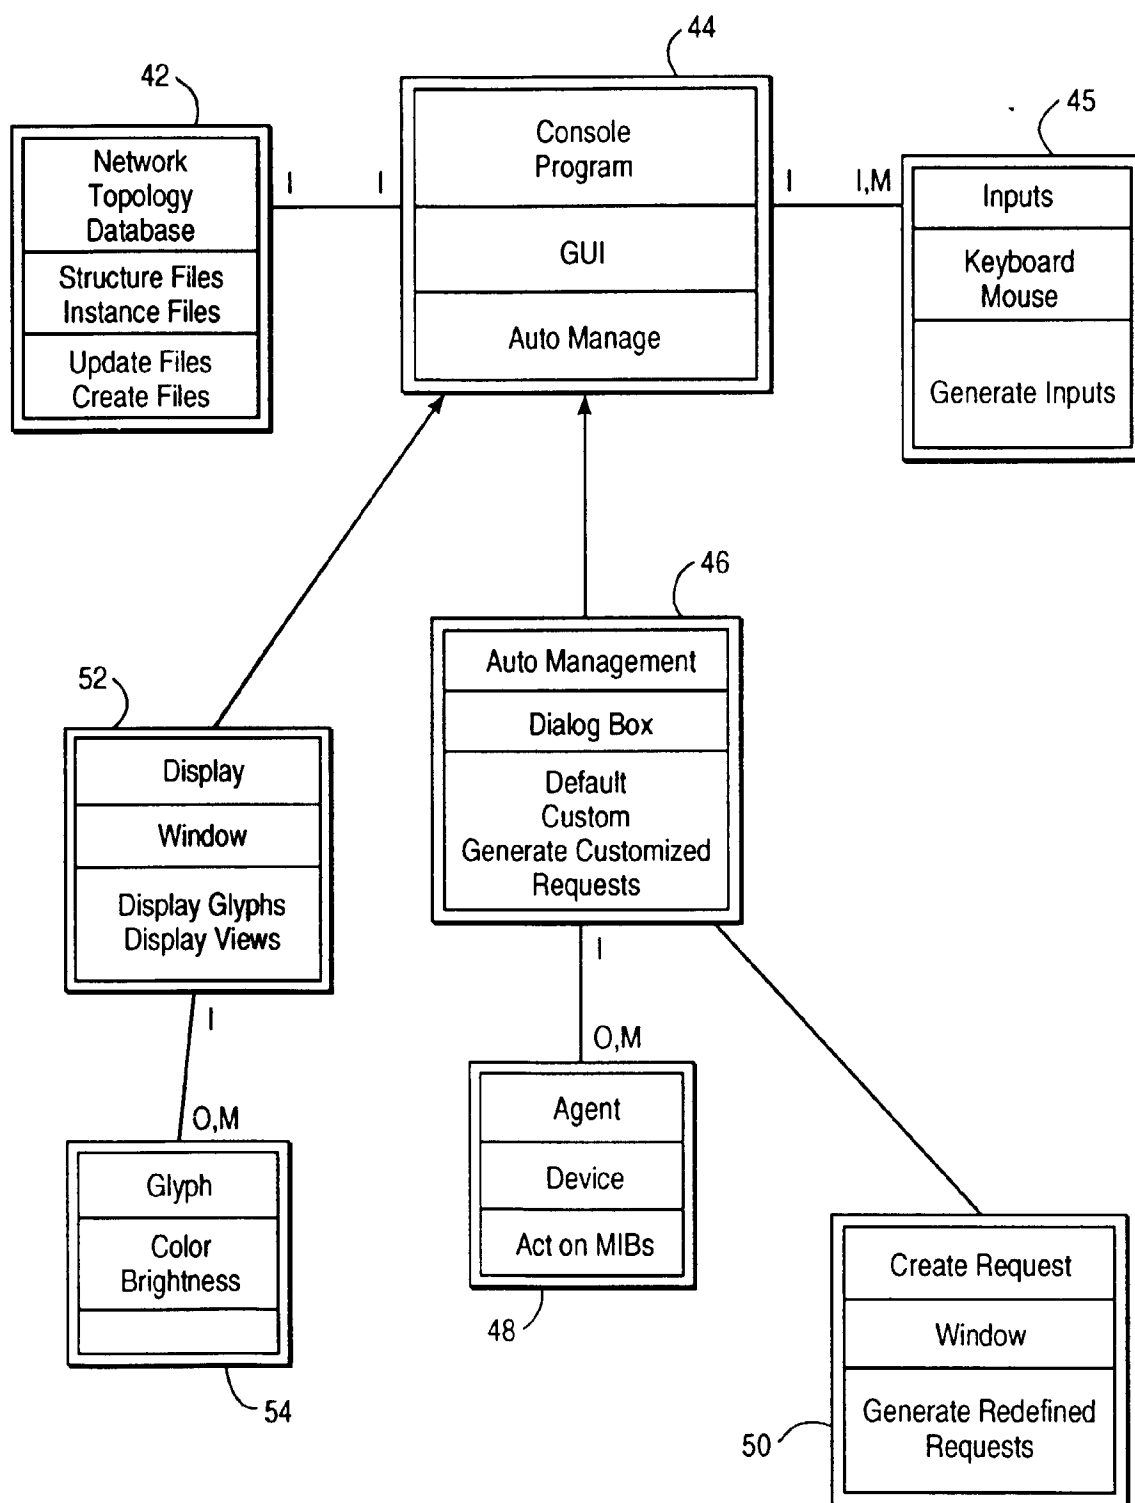 44
42
45
Console
Program
GUI
Auto Manage
Network
Topology
Database
Structure Files
Instance Files
Update Files
Create Files
I
I
I
I,M
Inputs
Keyboard
Mouse
Generate Inputs
46
Auto Management
Dialog Box
Default
Custom
Generate Customized
Requests
52
Display
Window
Display Glyphs
Display Views
I
O,M
I
O,M
Glyph
Color
Brightness
54
Agent
Device
Act on MIBs
48
Create Request
Window
Generate Redefined
Requests
50